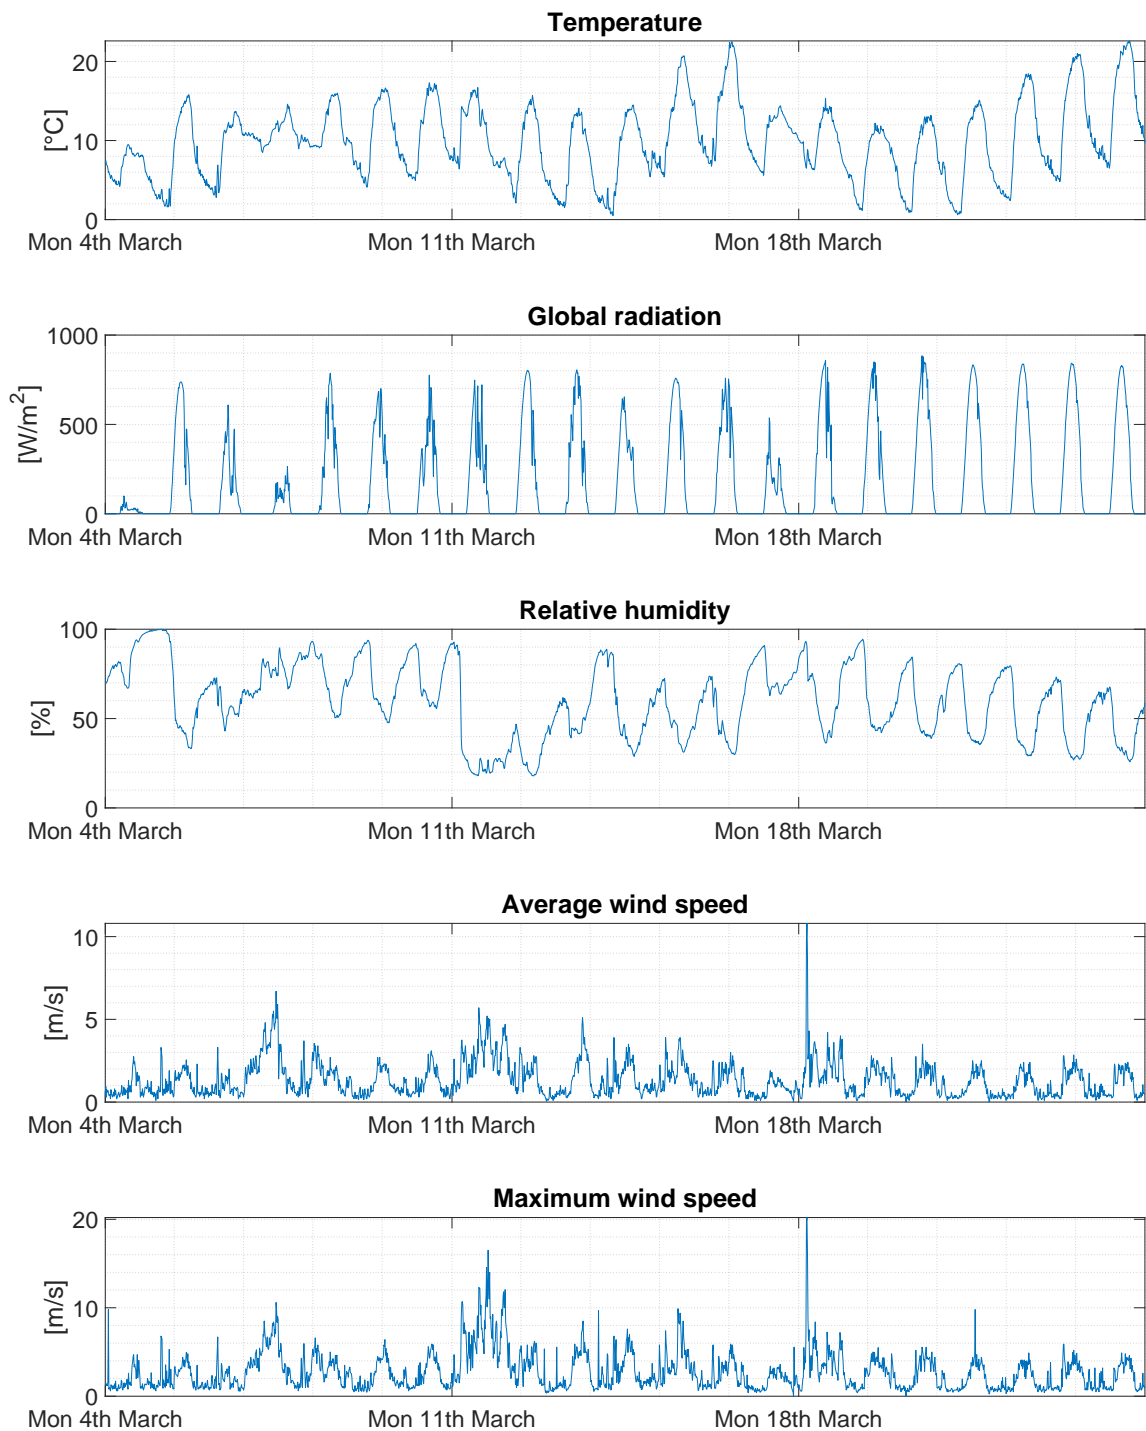 Temperature
20
10
0
[°C]
Mon 4th March Mon 11th March Mon 18th March
Global radiation
1000
500
0
[W/m²]
Mon 4th March Mon 11th March Mon 18th March
Relative humidity
100
50
0
[%]
Mon 4th March Mon 11th March Mon 18th March
Average wind speed
10
5
0
[m/s]
Mon 4th March Mon 11th March Mon 18th March
Maximum wind speed
20
10
0
[m/s]
Mon 4th March Mon 11th March Mon 18th March